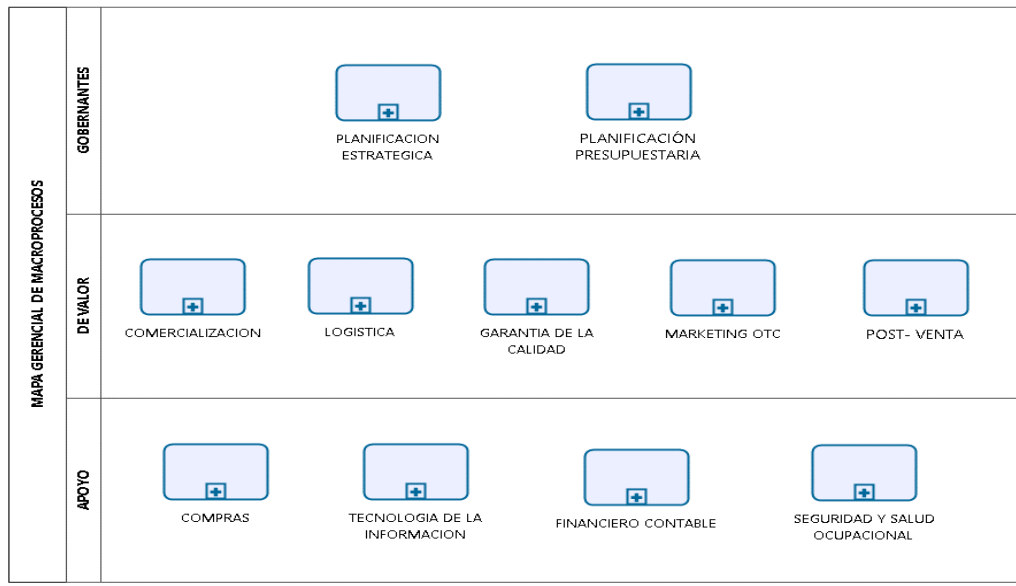 MAPA GERENCIAL DE MACROPROCESOS
GOBERNANTES
PLANIFICACION
ESTRATEGICA
PLANIFICACIÓN
PRESUPUESTARIA
DE VALOR
COMERCIALIZACION
LOGISTICA
GARANTIA DE LA
CALIDAD
MARKETING OTC
POST- VENTA
APOYO
COMPRAS
TECNOLOGIA DE LA
INFORMACION
FINANCIERO CONTABLE
SEGURIDAD Y SALUD
OCUPACIONAL